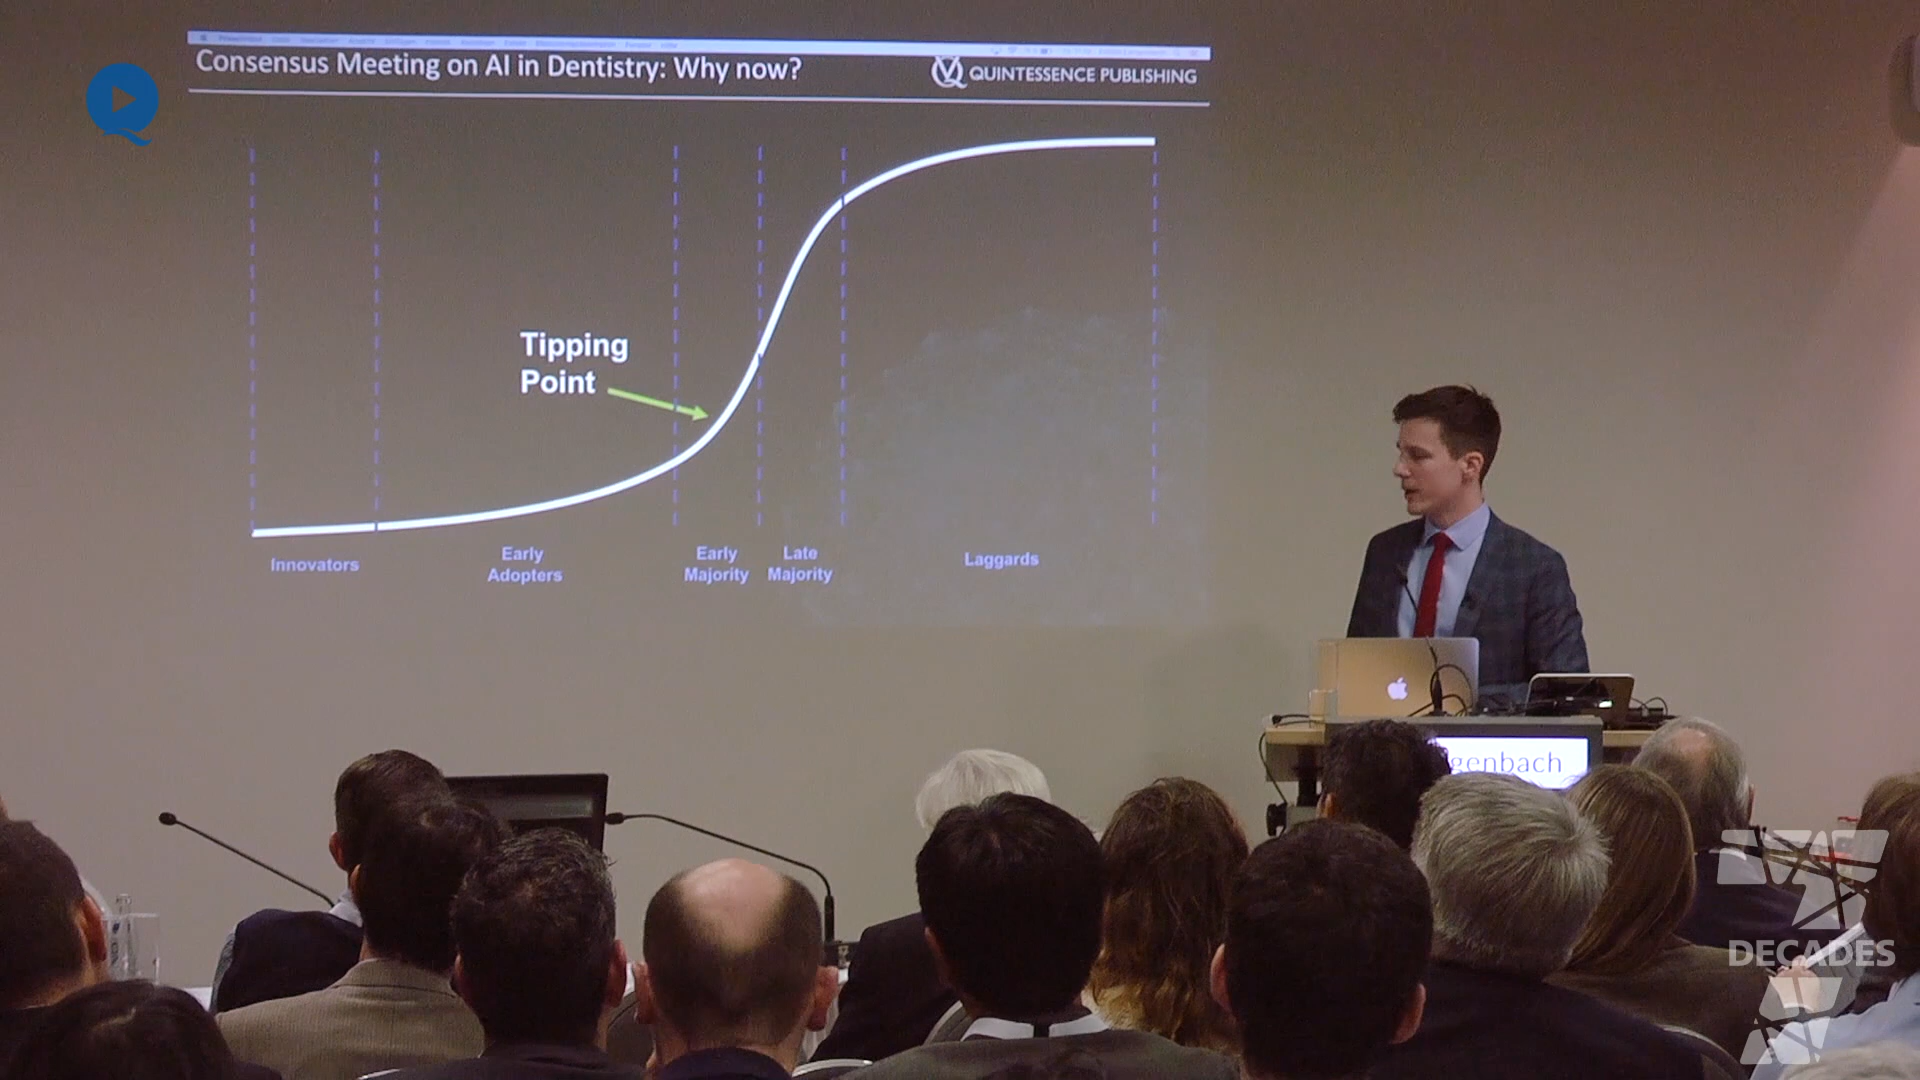 Consensus Meeting on AI in Dentistry: Why now?
QUINTESSENCE PUBLISHING
Tipping
Point
Innovators
Early
Adopters
Early
Majority
Late
Majority
Laggards
genbach
DECADES